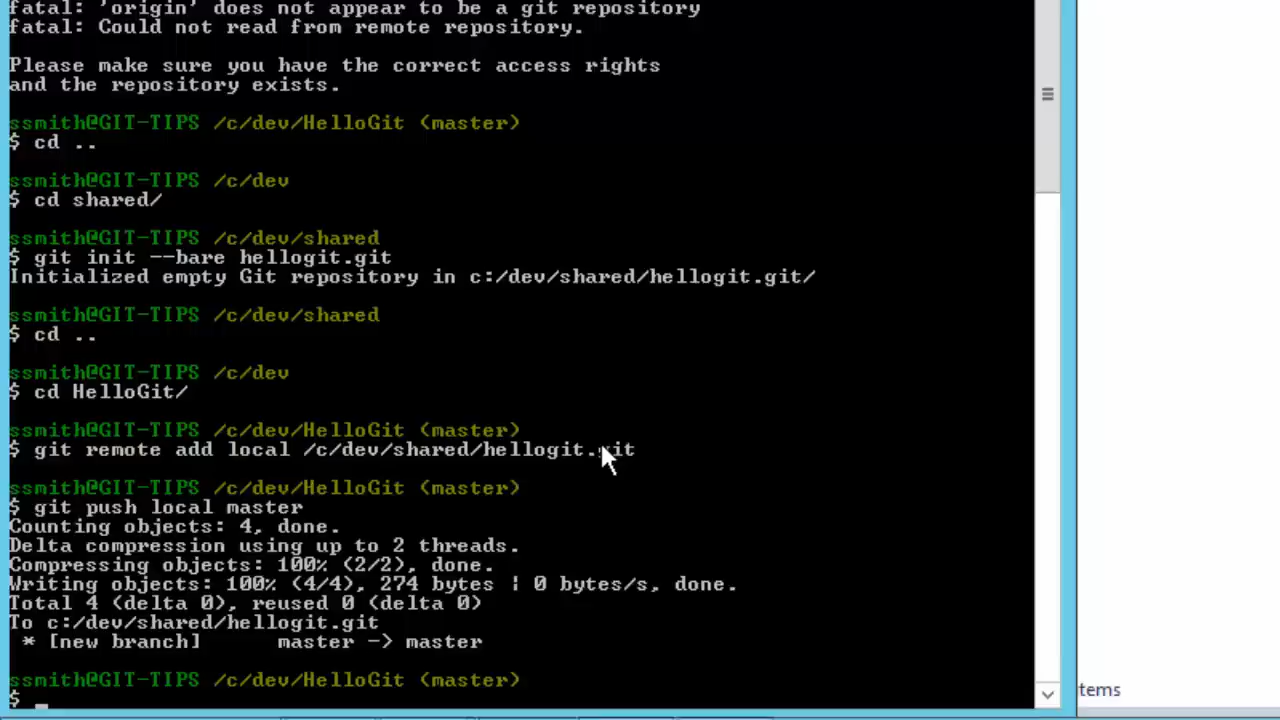 fatal: 'origin' does not appear to be a git repository
fatal: Could not read from remote repository.
Please make sure you have the correct access rights
and the repository exists.
ssmith@GIT-TIPS /c/dev/HelloGit (master)
$ cd ..
ssmith@GIT-TIPS /c/dev
$ cd shared/
ssmith@GIT-TIPS /c/dev/shared
$ git init --bare hellogit.git
Initialized empty Git repository in c:/dev/shared/hellogit.git/
ssmith@GIT-TIPS /c/dev/shared
$ cd ..
ssmith@GIT-TIPS /c/dev
$ cd HelloGit/
ssmith@GIT-TIPS /c/dev/HelloGit (master)
$ git remote add local /c/dev/shared/hellogit.git
ssmith@GIT-TIPS /c/dev/HelloGit (master)
$ git push local master
Counting objects: 4, done.
Delta compression using up to 2 threads.
Compressing objects: 100% (2/2), done.
Writing objects: 100% (4/4), 274 bytes | 0 bytes/s, done.
Total 4 (delta 0), reused 0 (delta 0)
To c:/dev/shared/hellogit.git
 * [new branch]      master -> master
ssmith@GIT-TIPS /c/dev/HelloGit (master)
$
tems